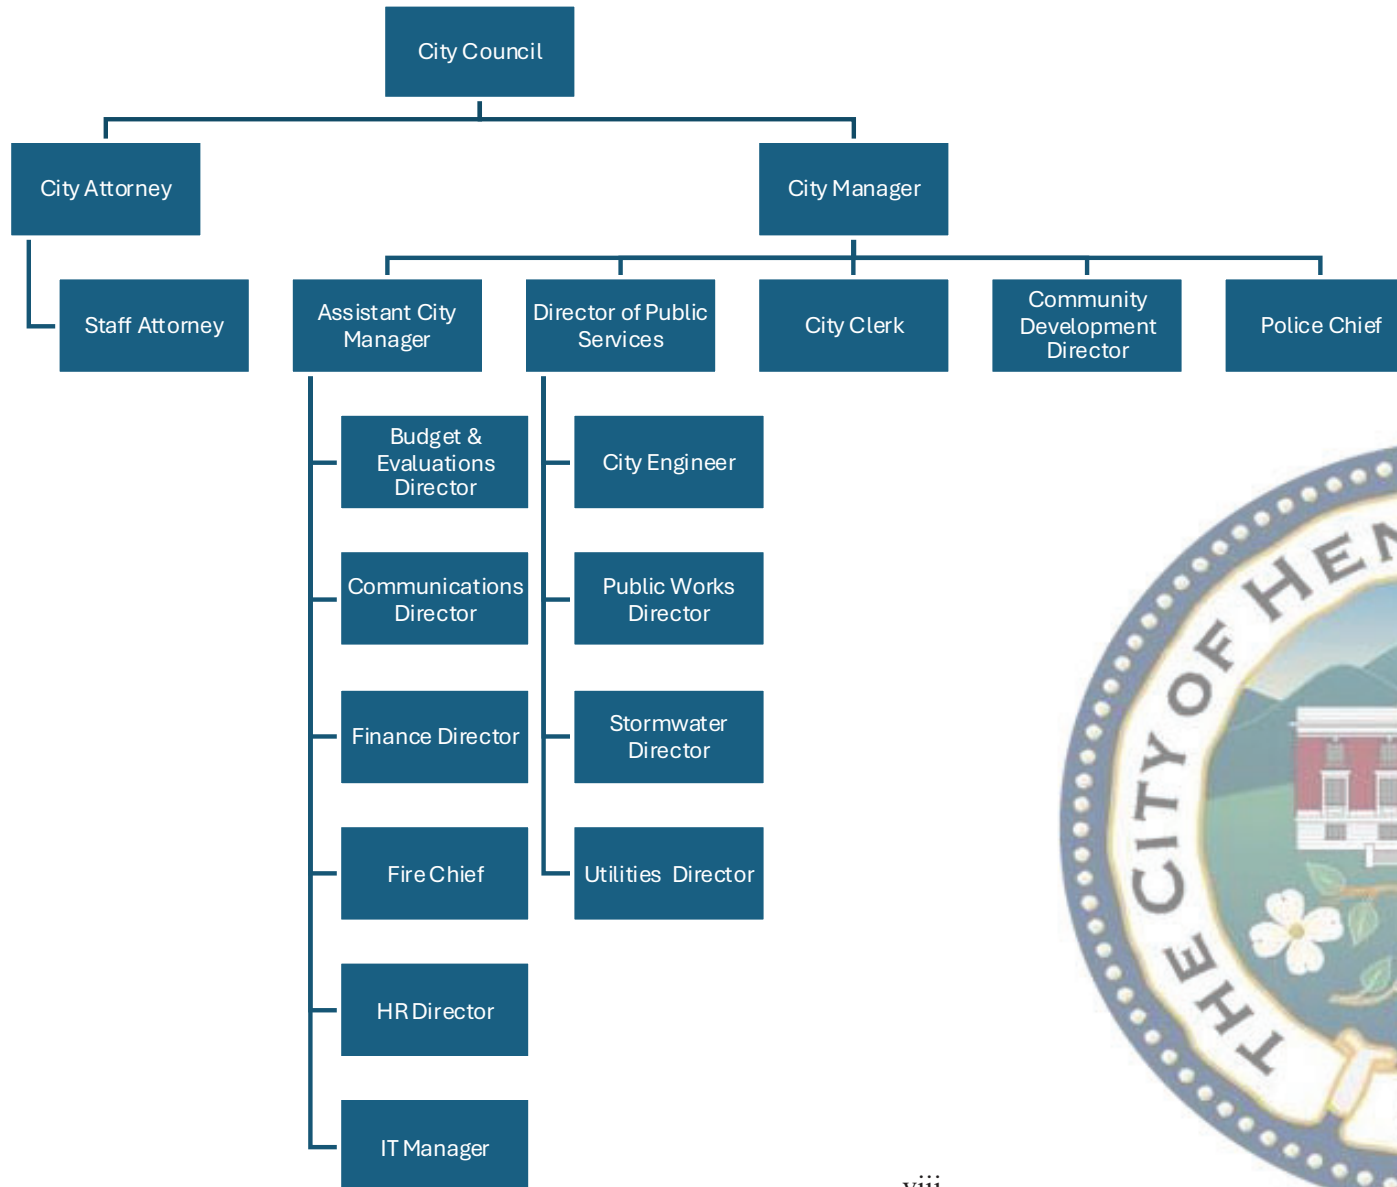 City Council
City Attorney
City Manager
Staff Attorney
Assistant City
Manager
Director of Public
Services
City Clerk
Community
Development
Director
Police Chief
Budget &
Evaluations
Director
City Engineer
Communications
Director
Public Works
Director
Finance Director
Stormwater
Director
Fire Chief
Utilities Director
HR Director
IT Manager
THE CITY OF HEN
viii